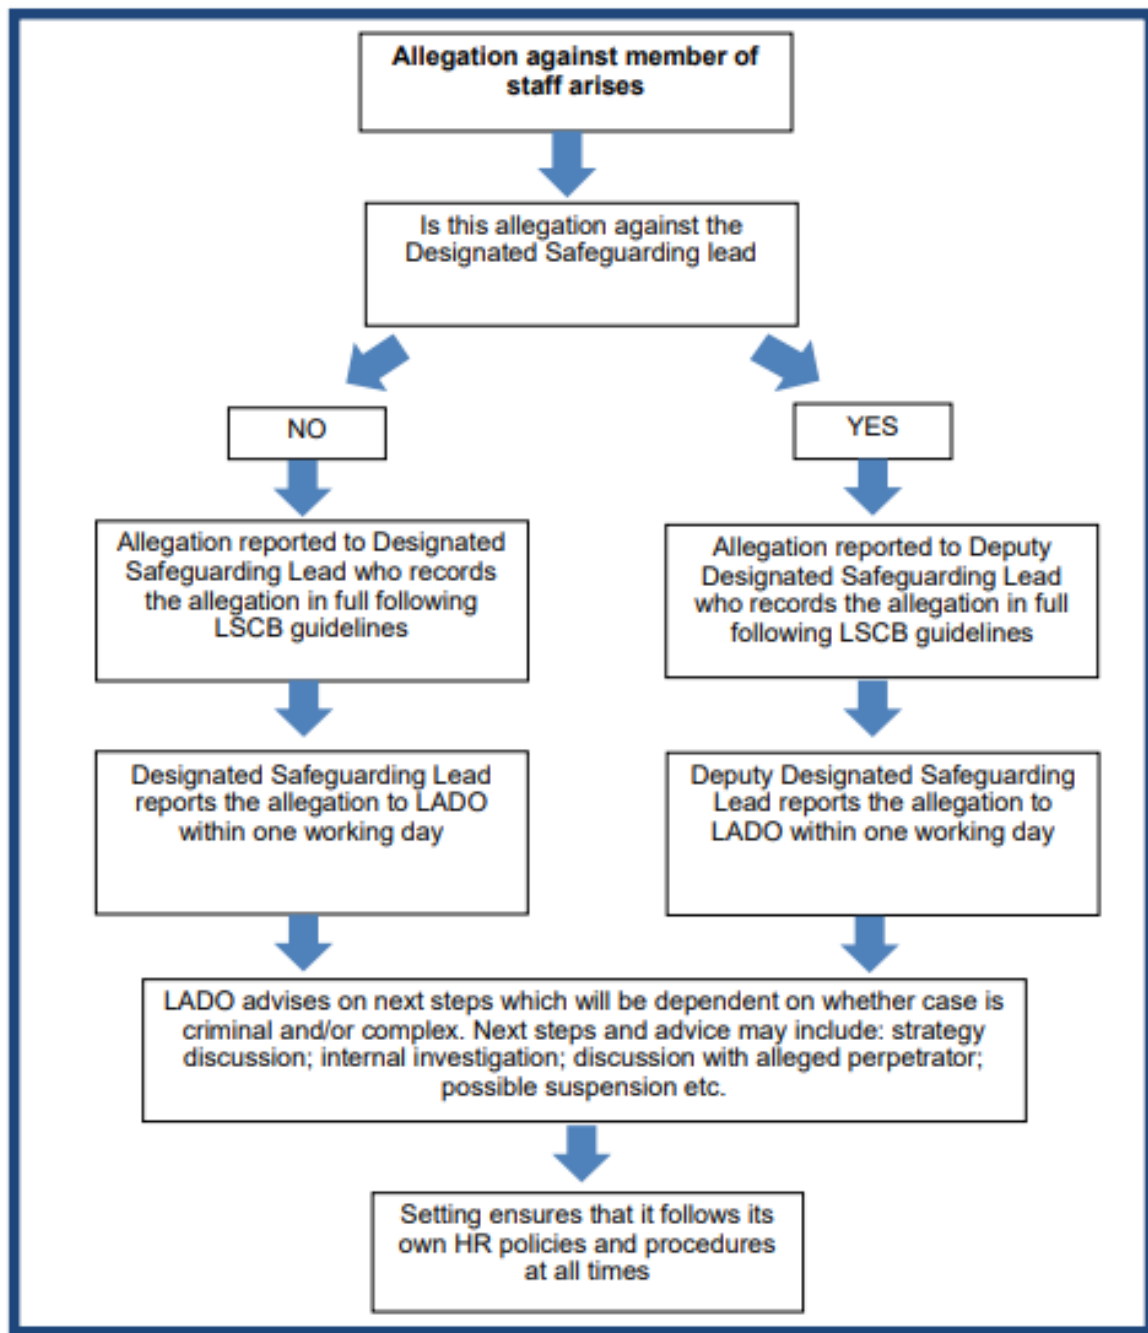 Allegation against member of
staff arises
Is this allegation against the
Designated Safeguarding lead
NO
YES
Allegation reported to Designated
Safeguarding Lead who records
the allegation in full following
LSCB guidelines
Allegation reported to Deputy
Designated Safeguarding Lead
who records the allegation in full
following LSCB guidelines
Designated Safeguarding Lead
reports the allegation to LADO
within one working day
Deputy Designated Safeguarding
Lead reports the allegation to
LADO within one working day
LADO advises on next steps which will be dependent on whether case is
criminal and/or complex. Next steps and advice may include: strategy
discussion; internal investigation; discussion with alleged perpetrator;
possible suspension etc.
Setting ensures that it follows its
own HR policies and procedures
at all times